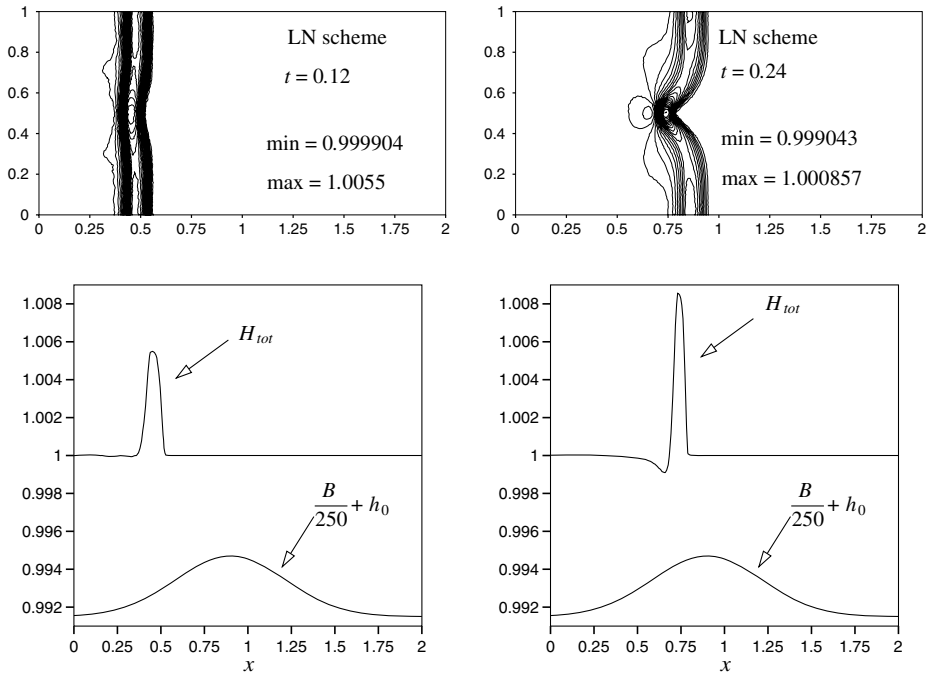 1
0.8
0.6
0.4
0.2
0
LN scheme
t = 0.12
min = 0.999904
max = 1.0055
0 0.25 0.5 0.75 1 1.25 1.5 1.75 2
1
0.8
0.6
0.4
0.2
0
LN scheme
t = 0.24
min = 0.999043
max = 1.000857
0 0.25 0.5 0.75 1 1.25 1.5 1.75 2
1.008
1.006
1.004
1.002
1
0.998
0.996
0.994
0.992
H_tot
B/250 + h_0
0 0.25 0.5 0.75 1 1.25 1.5 1.75 2
x
1.008
1.006
1.004
1.002
1
0.998
0.996
0.994
0.992
H_tot
B/250 + h_0
0 0.25 0.5 0.75 1 1.25 1.5 1.75 2
x